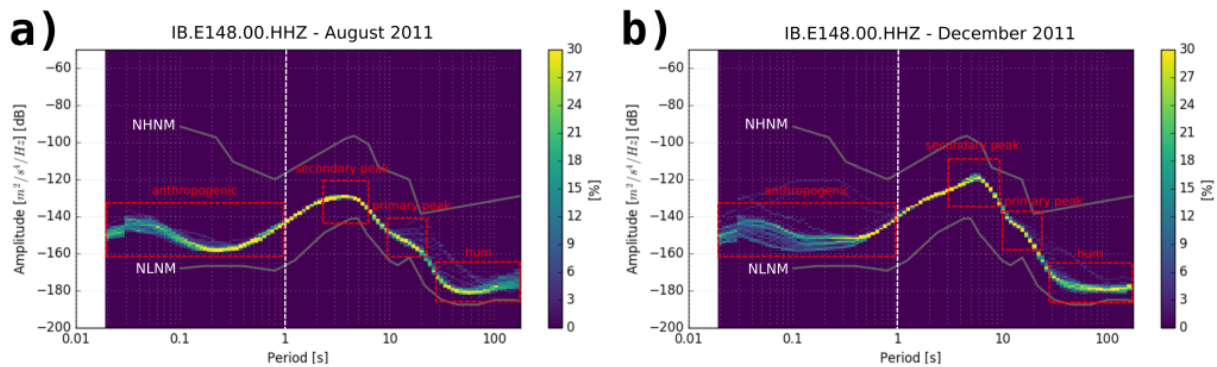 a)
IB.E148.00.HHZ - August 2011
Amplitude [m²/s⁴/Hz] [dB]
−60
−80
−100
−120
−140
−160
−180
−200
NHNM
secondary peak
anthropogenic
primary peak
hum
NLNM
0.01
0.1
1
10
100
Period [s]
30
27
24
21
18
15
12
9
6
3
0
[%]
b)
IB.E148.00.HHZ - December 2011
Amplitude [m²/s⁴/Hz] [dB]
−60
−80
−100
−120
−140
−160
−180
−200
NHNM
secondary peak
anthropogenic
primary peak
hum
NLNM
0.01
0.1
1
10
100
Period [s]
30
27
24
21
18
15
12
9
6
3
0
[%]